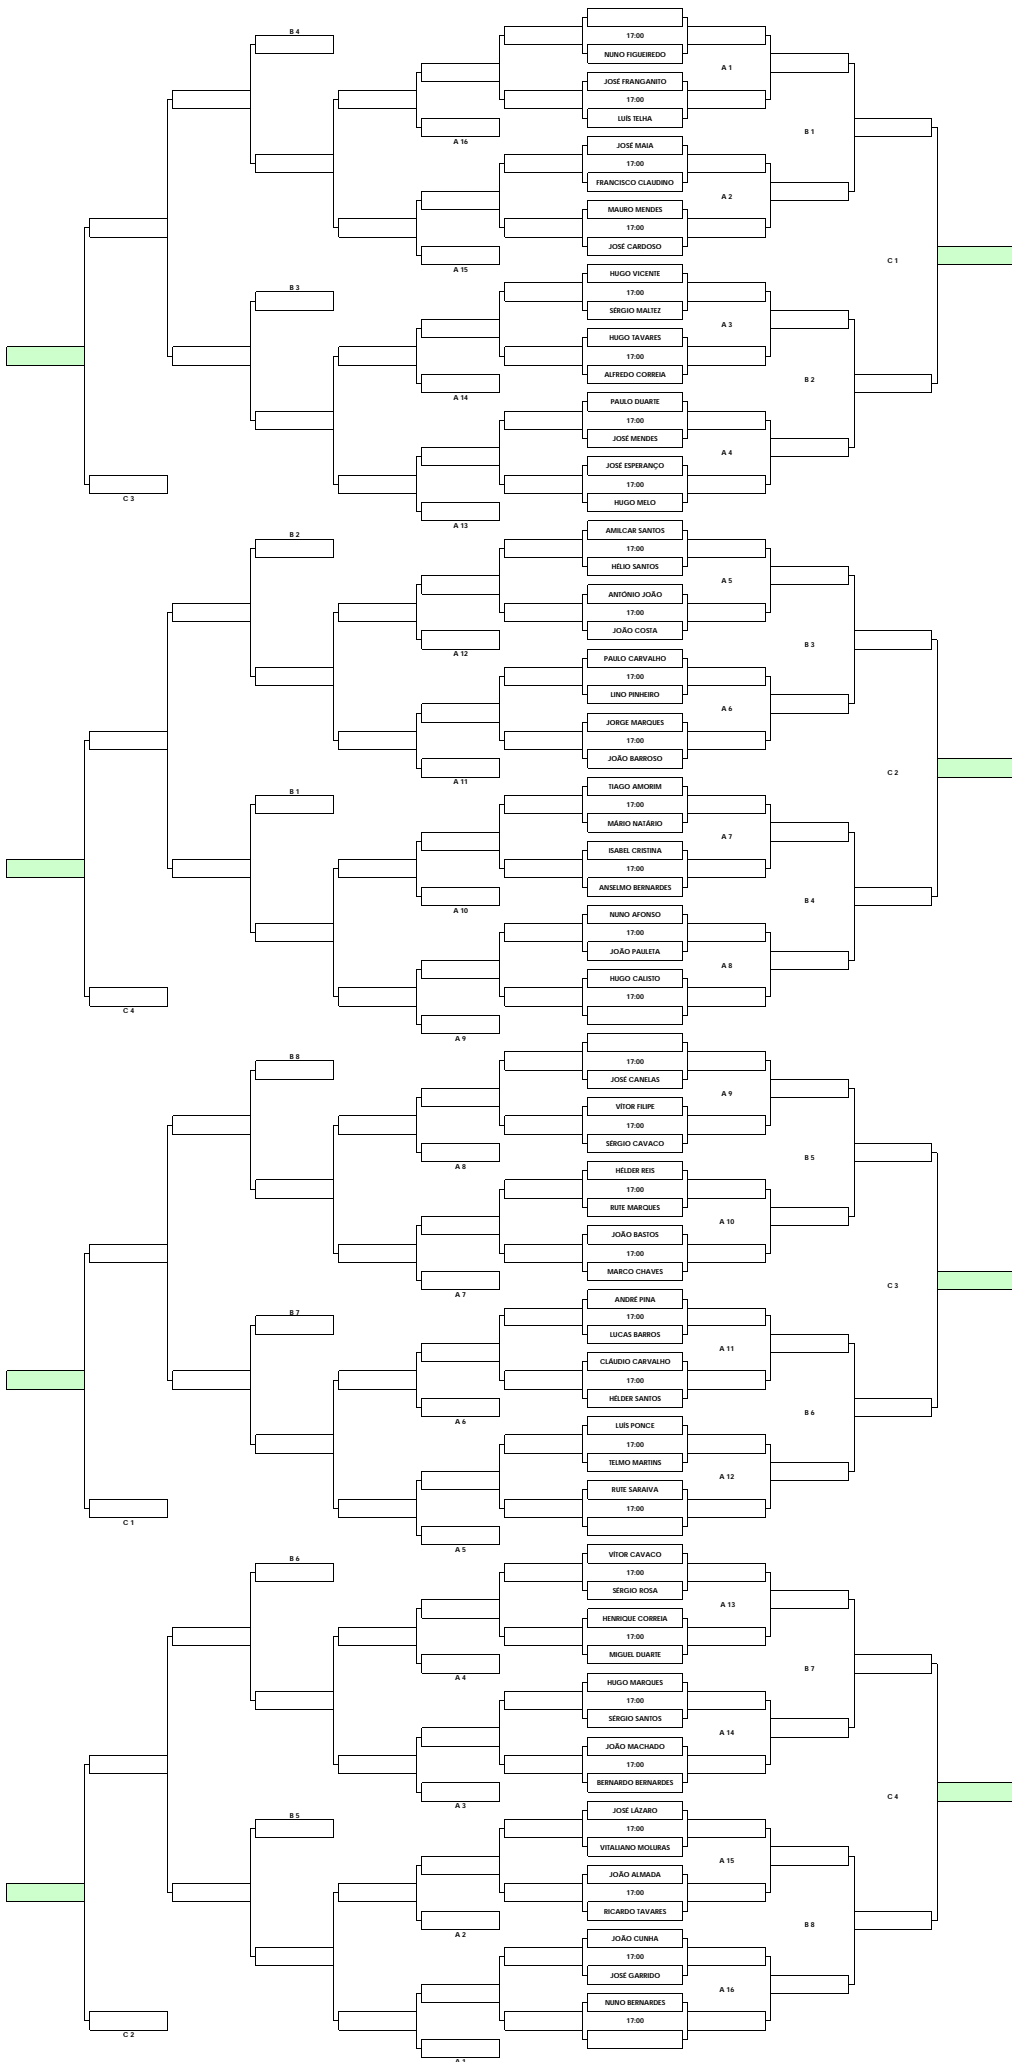 B 4
17:00
NUNO FIGUEIREDO
A 1
JOSÉ FRANGANITO
17:00
LUÍS TELHA
A 16
B 1
JOSÉ MAIA
17:00
FRANCISCO CLAUDINO
A 2
MAURO MENDES
17:00
JOSÉ CARDOSO
A 15
C 1
HUGO VICENTE
B 3
17:00
SÉRGIO MALTEZ
A 3
HUGO TAVARES
17:00
ALFREDO CORREIA
B 2
A 14
PAULO DUARTE
17:00
JOSÉ MENDES
A 4
JOSÉ ESPERANÇO
17:00
C 3
HUGO MELO
A 13
AMILCAR SANTOS
B 2
17:00
HÉLIO SANTOS
A 5
ANTÓNIO JOÃO
17:00
JOÃO COSTA
B 3
A 12
PAULO CARVALHO
17:00
LINO PINHEIRO
A 6
JORGE MARQUES
17:00
JOÃO BARROSO
C 2
A 11
TIAGO AMORIM
B 1
17:00
MÁRIO NATÁRIO
A 7
ISABEL CRISTINA
17:00
ANSELMO BERNARDES
B 4
A 10
NUNO AFONSO
17:00
JOÃO PAULETA
A 8
HUGO CALISTO
17:00
C 4
A 9
B 8
17:00
JOSÉ CANELAS
A 9
VÍTOR FILIPE
17:00
SÉRGIO CAVACO
B 5
A 8
HÉLDER REIS
17:00
RUTE MARQUES
A 10
JOÃO BASTOS
17:00
MARCO CHAVES
C 3
A 7
ANDRÉ PINA
B 7
17:00
LUCAS BARROS
A 11
CLÁUDIO CARVALHO
17:00
HÉLDER SANTOS
B 6
A 6
LUÍS PONCE
17:00
TELMO MARTINS
A 12
RUTE SARAIVA
17:00
C 1
A 5
VÍTOR CAVACO
B 6
17:00
SÉRGIO ROSA
A 13
HENRIQUE CORREIA
17:00
MIGUEL DUARTE
B 7
A 4
HUGO MARQUES
17:00
SÉRGIO SANTOS
A 14
JOÃO MACHADO
17:00
BERNARDO BERNARDES
C 4
A 3
JOSÉ LÁZARO
B 5
17:00
VITALIANO MOLURAS
A 15
JOÃO ALMADA
17:00
RICARDO TAVARES
B 8
A 2
JOÃO CUNHA
17:00
JOSÉ GARRIDO
A 16
NUNO BERNARDES
17:00
C 2
A 1